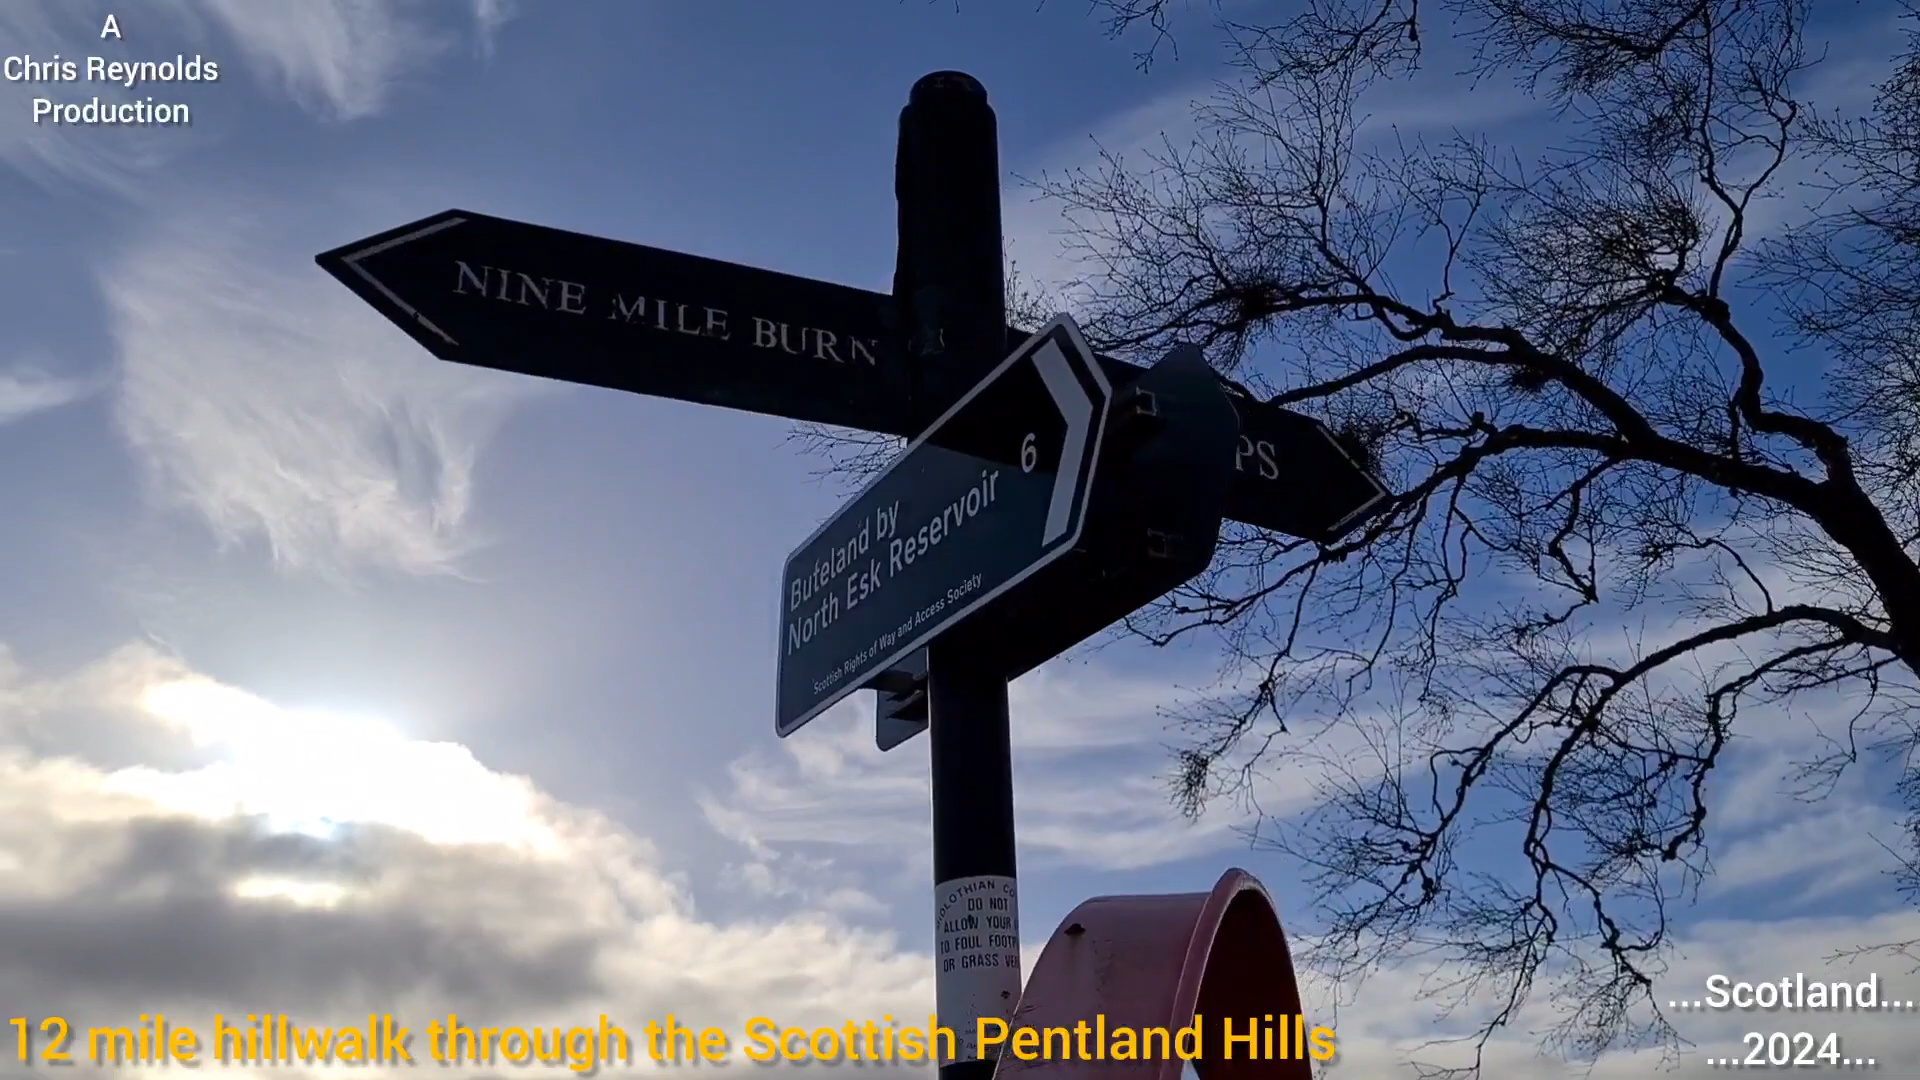 A
Chris Reynolds
Production
NINE MILE BURN
PS
6
Buteland by
North Esk Reservoir
Scottish Rights of Way and Access Society
DO NOT
ALLOW YOUR
TO FOUL
OR GRASS
12 mile hillwalk through the Scottish Pentland Hills
...Scotland...
...2024...